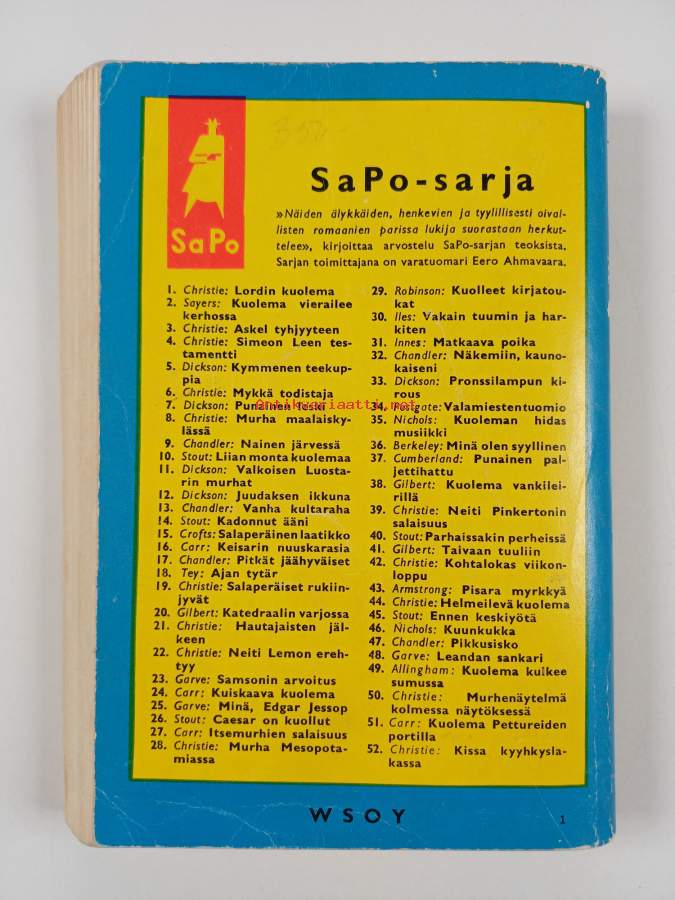 350
SaPo
SaPo-sarja
»Näiden älykkäiden, henkevien ja tyylillisesti oival-
listen romaanien parissa lukija suorastaan herkut-
telee», kirjoittaa arvostelu SaPo-sarjan teoksista.
Sarjan toimittajana on varatuomari Eero Ahmavaara.
1. Christie: Lordin kuolema
2. Sayers: Kuolema vierailee
kerhossa
3. Christie: Askel tyhjyyteen
4. Christie: Simeon Leen tes-
tamentti
5. Dickson: Kymmenen teekup-
pia
6. Christie: Mykkä todistaja
7. Dickson: Punainen leski
8. Christie: Murha maalaisky-
lässä
9. Chandler: Nainen järvessä
10. Stout: Liian monta kuolemaa
11. Dickson: Valkoisen Luosta-
rin murhat
12. Dickson: Juudaksen ikkuna
13. Chandler: Vanha kultaraha
14. Stout: Kadonnut ääni
15. Crofts: Salaperäinen laatikko
16. Carr: Keisarin nuuskarasia
17. Chandler: Pitkät jäähyväiset
18. Tey: Ajan tytär
19. Christie: Salaperäiset rukiin-
jyvät
20. Gilbert: Katedraalin varjossa
21. Christie: Hautajaisten jäl-
keen
22. Christie: Neiti Lemon ereh-
tyy
23. Garve: Samsonin arvoitus
24. Carr: Kuiskaava kuolema
25. Garve: Minä, Edgar Jessop
26. Stout: Caesar on kuollut
27. Carr: Itsemurhien salaisuus
28. Christie: Murha Mesopota-
miassa
29. Robinson: Kuolleet kirjatou-
kat
30. Iles: Vakain tuumin ja har-
kiten
31. Innes: Matkaava poika
32. Chandler: Näkemiin, kauno-
kaiseni
33. Dickson: Pronssilampun ki-
rous
34. Postgate: Valamiestentuomio
35. Nichols: Kuoleman hidas
musiikki
36. Berkeley: Minä olen syyllinen
37. Cumberland: Punainen pal-
jettihattu
38. Gilbert: Kuolema vankilei-
rillä
39. Christie: Neiti Pinkertonin
salaisuus
40. Stout: Parhaissakin perheissä
41. Gilbert: Taivaan tuuliin
42. Christie: Kohtalokas viikon-
loppu
43. Armstrong: Pisara myrkkyä
44. Christie: Helmeilevä kuolema
45. Stout: Ennen keskiyötä
46. Nichols: Kuunkukka
47. Chandler: Pikkusisko
48. Garve: Leandan sankari
49. Allingham: Kuolema kulkee
sumussa
50. Christie: Murhenäytelmä
kolmessa näytöksessä
51. Carr: Kuolema Pettureiden
portilla
52. Christie: Kissa kyyhkysla-
kassa
antikvariaatti.net
WSOY
1